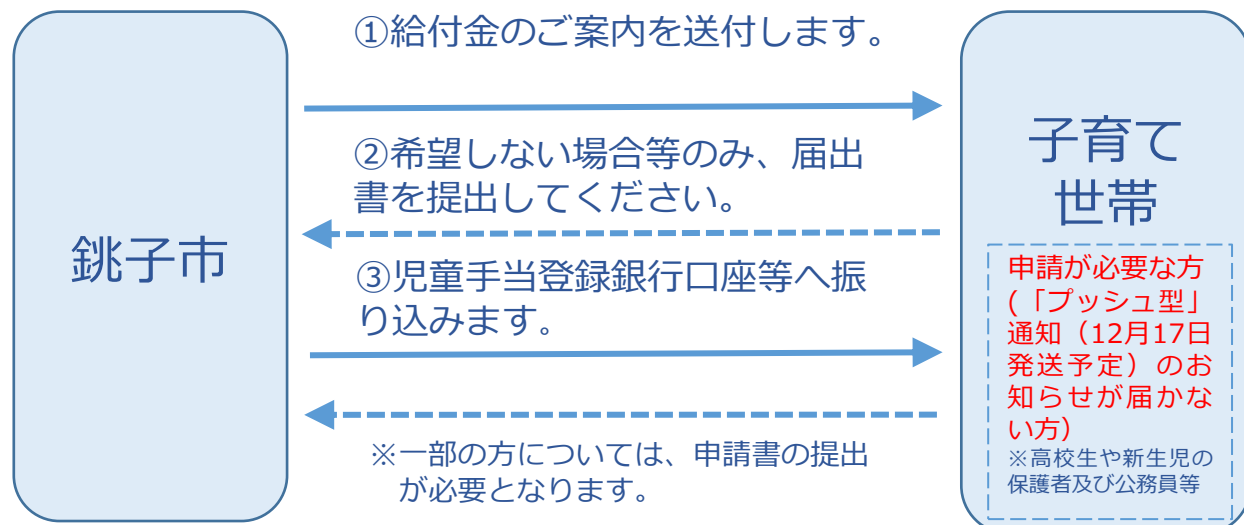 銚子市
①給付金のご案内を送付します。
②希望しない場合等のみ、届出
書を提出してください。
③児童手当登録銀行口座等へ振
り込みます。
※一部の方については、申請書の提出
が必要となります。
子育て
世帯
申請が必要な方
(「プッシュ型」
通知（12月17日
発送予定）のお
知らせが届かな
い方）
※高校生や新生児の
保護者及び公務員等